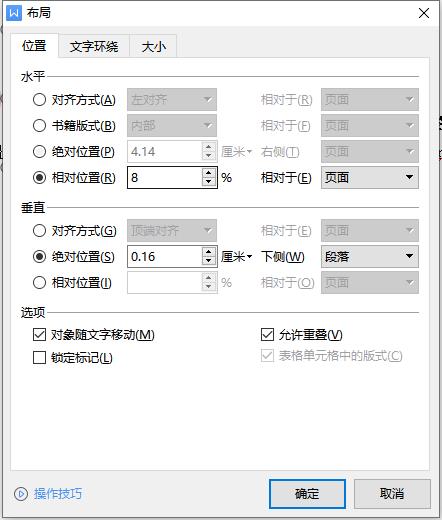 布局
位置 文字环绕 大小
水平
对齐方式(A) 左对齐 相对于(R) 页面
书籍版式(B) 内部 相对于(F) 页面
绝对位置(P) 4.14 厘米 右侧(T) 页面
相对位置(R) 8 % 相对于(E) 页面
垂直
对齐方式(G) 顶端对齐 相对于(E) 页面
绝对位置(S) 0.16 厘米 下侧(W) 段落
相对位置(I) % 相对于(O) 页面
选项
对象随文字移动(M) 允许重叠(V)
锁定标记(L) 表格单元格中的版式(C)
操作技巧 确定 取消